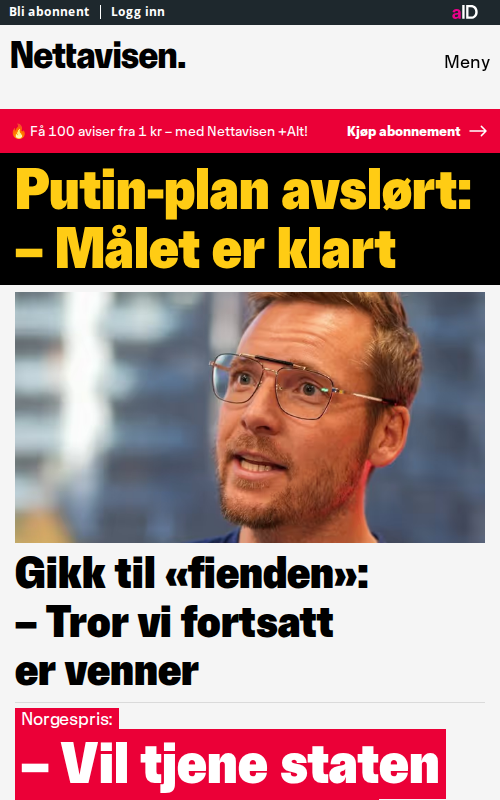 Bli abonnent | Logg inn
aID
Nettavisen.
Meny
🔥 Få 100 aviser fra 1 kr – med Nettavisen +Alt!
Kjøp abonnement →
Putin-plan avslørt:
– Målet er klart
Gikk til «fienden»:
– Tror vi fortsatt
er venner
Norgespris:
– Vil tjene staten